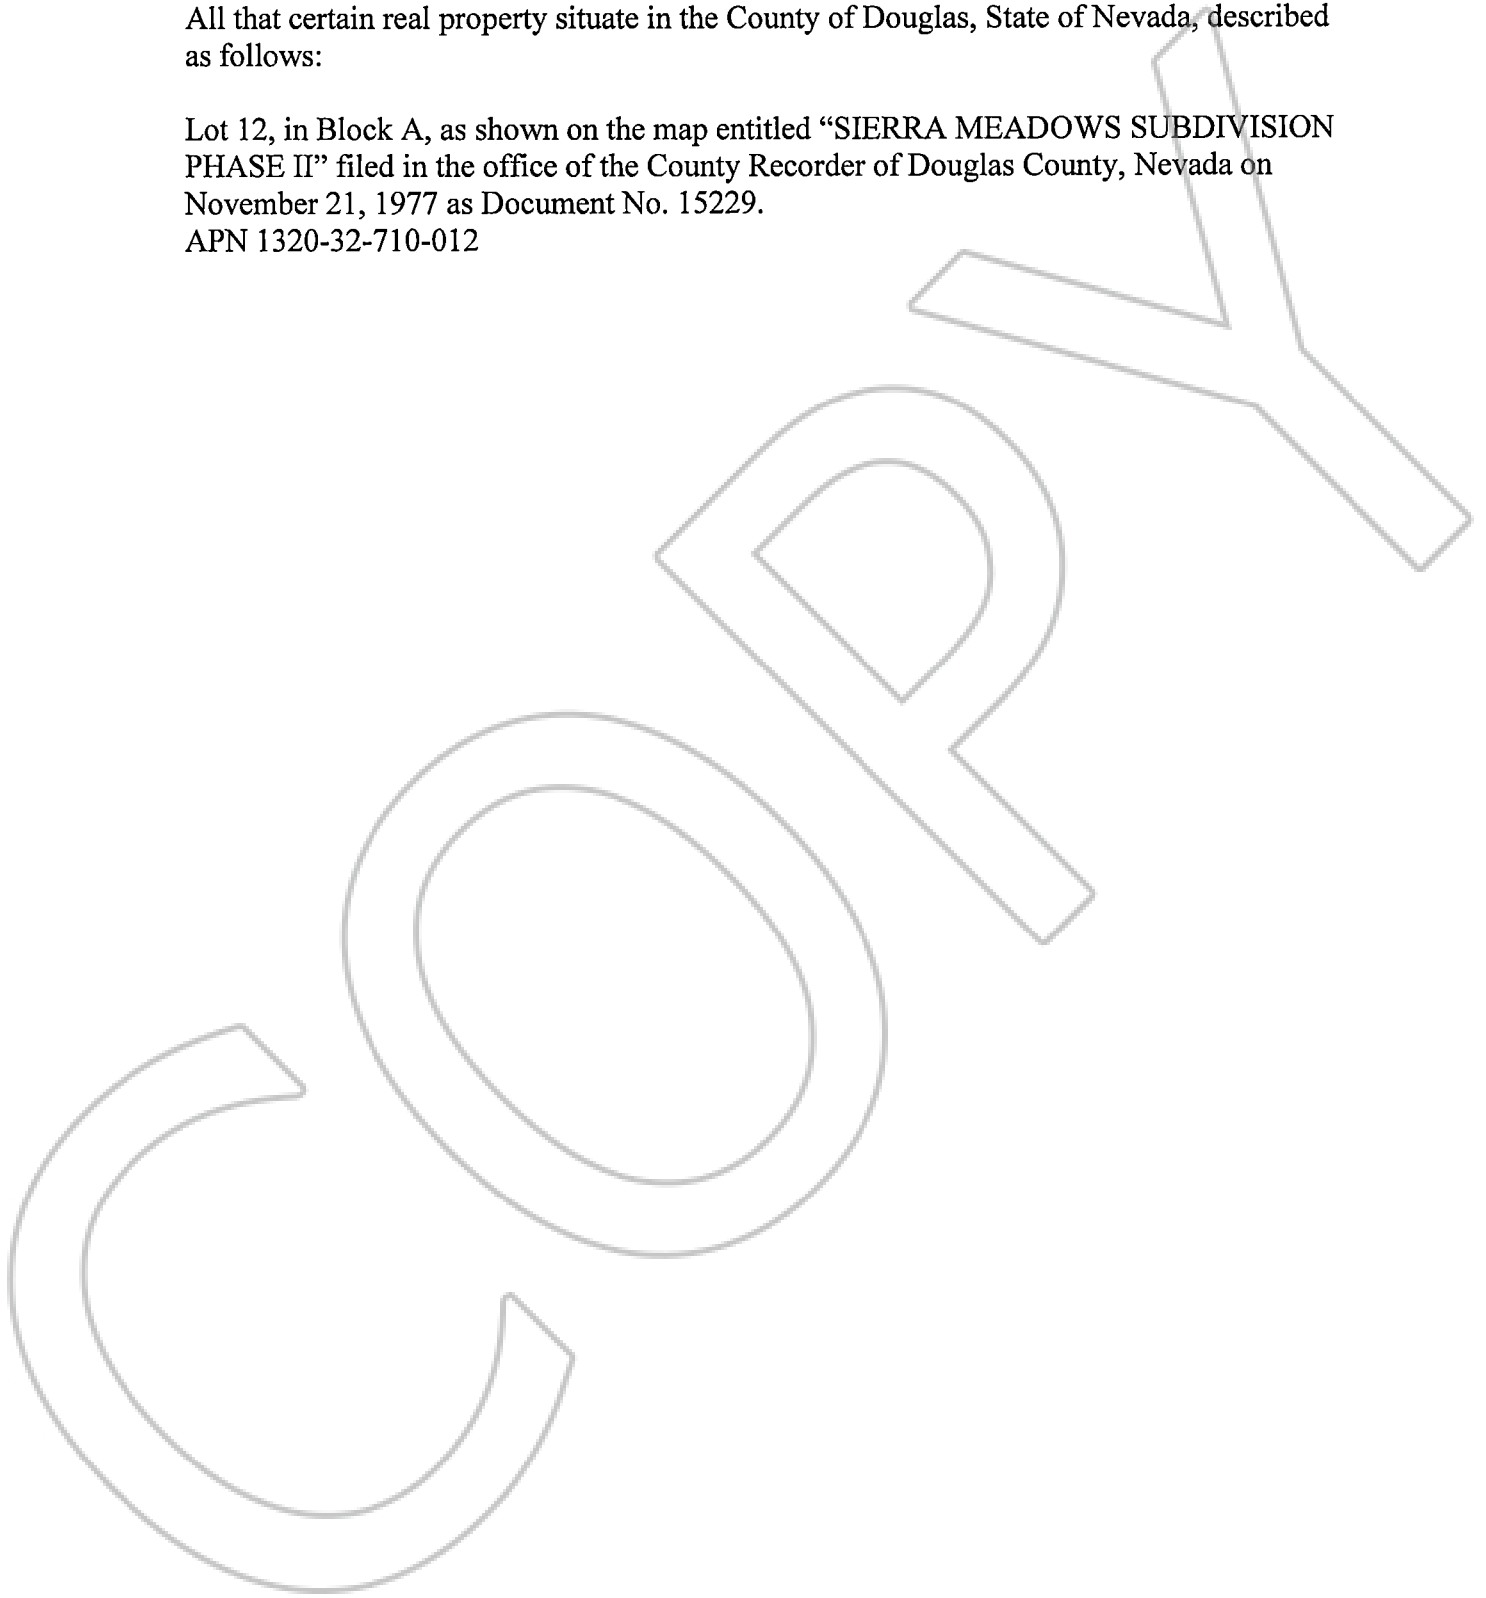 All that certain real property situate in the County of Douglas, State of Nevada, described
as follows:
Lot 12, in Block A, as shown on the map entitled “SIERRA MEADOWS SUBDIVISION
PHASE II” filed in the office of the County Recorder of Douglas County, Nevada on
November 21, 1977 as Document No. 15229.
APN 1320-32-710-012
COPY